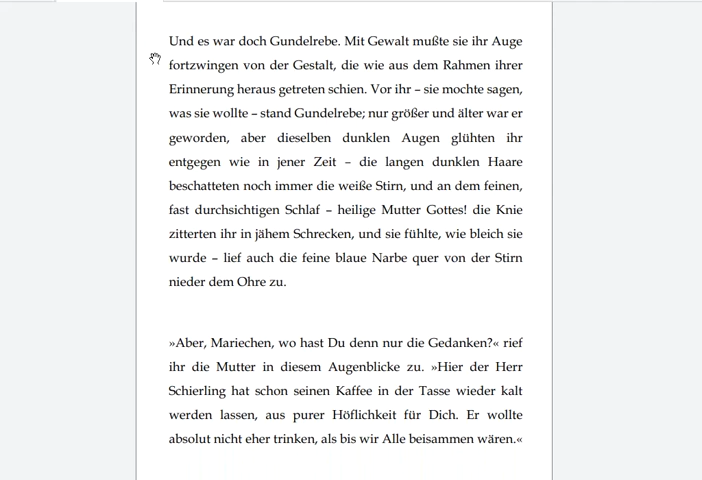 Und es war doch Gundelrebe. Mit Gewalt mußte sie ihr Auge
fortzwingen von der Gestalt, die wie aus dem Rahmen ihrer
Erinnerung heraus getreten schien. Vor ihr – sie mochte sagen,
was sie wollte – stand Gundelrebe; nur größer und älter war er
geworden, aber dieselben dunklen Augen glühten ihr
entgegen wie in jener Zeit – die langen dunklen Haare
beschatteten noch immer die weiße Stirn, und an dem feinen,
fast durchsichtigen Schlaf – heilige Mutter Gottes! die Knie
zitterten ihr in jähem Schrecken, und sie fühlte, wie bleich sie
wurde – lief auch die feine blaue Narbe quer von der Stirn
nieder dem Ohre zu.
»Aber, Mariechen, wo hast Du denn nur die Gedanken?« rief
ihr die Mutter in diesem Augenblicke zu. »Hier der Herr
Schierling hat schon seinen Kaffee in der Tasse wieder kalt
werden lassen, aus purer Höflichkeit für Dich. Er wollte
absolut nicht eher trinken, als bis wir Alle beisammen wären.«